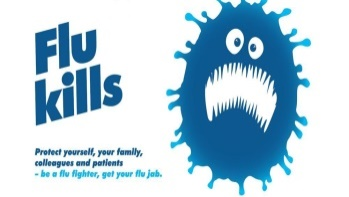 Flu
kills
Protect yourself, your family,
colleagues and patients
- be a flu fighter, get your flu jab.